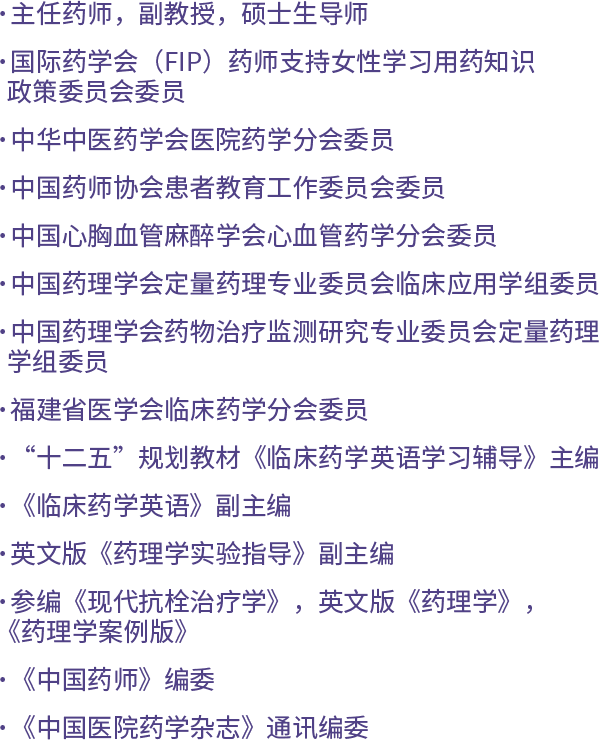 ·主任药师，副教授，硕士生导师
·国际药学会（FIP）药师支持女性学习用药知识
政策委员会委员
·中华中医药学会医院药学分会委员
·中国药师协会患者教育工作委员会委员
·中国心胸血管麻醉学会心血管药学分会委员
·中国药理学会定量药理专业委员会临床应用学组委员
·中国药理学会药物治疗监测研究专业委员会定量药理
学组委员
·福建省医学会临床药学分会委员
·“十二五”规划教材《临床药学英语学习辅导》主编
·《临床药学英语》副主编
·英文版《药理学实验指导》副主编
·参编《现代抗栓治疗学》，英文版《药理学》，
《药理学案例版》
·《中国药师》编委
·《中国医院药学杂志》通讯编委